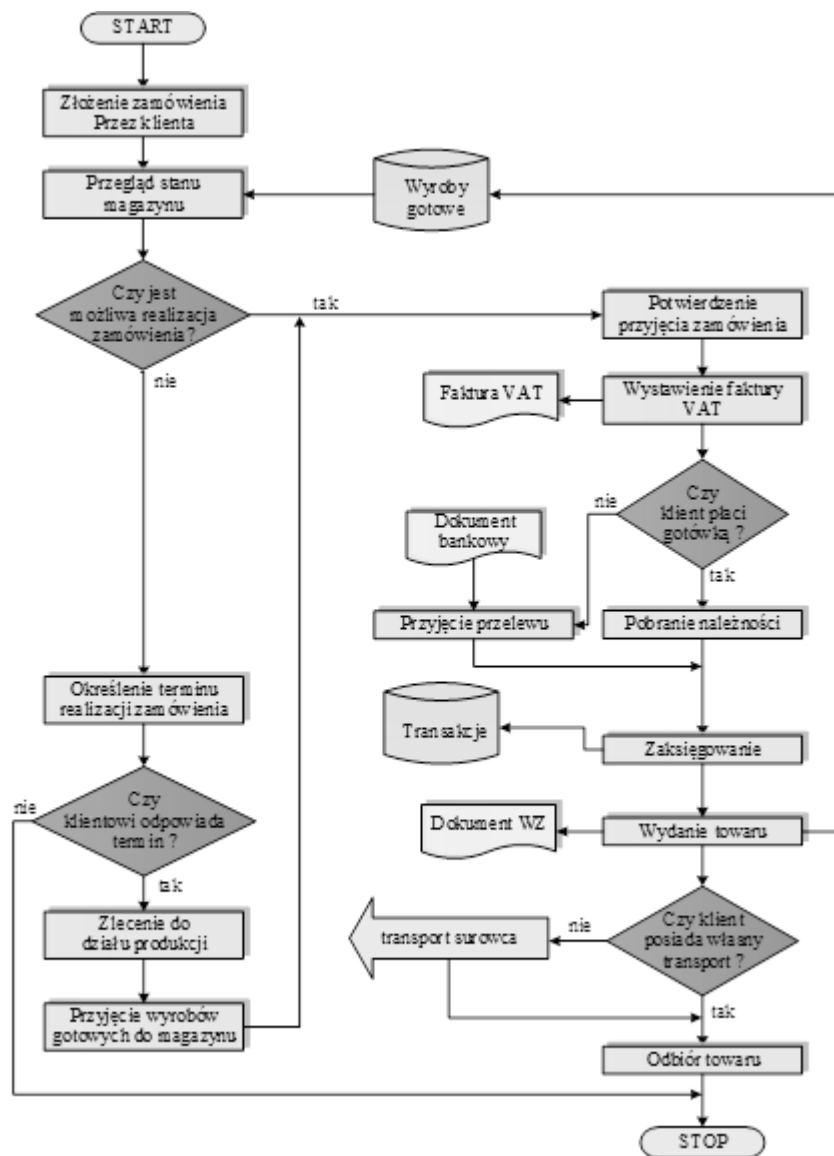 START
Złożenie zamówienia
Przez klienta
Przegląd stanu
magazynu
Wyroby
gotowe
Czy jest
możliwa realizacja
zamówienia?
tak
nie
Potwierdzenie
przyjęcia zamówienia
Faktura VAT
Wystawienie faktury
VAT
Czy
klient płaci
gotówką ?
nie
tak
Dokument
bankowy
Przyjęcie przelewu
Pobranie należności
Określenie terminu
realizacji zamówienia
Transakcje
Zaksięgowanie
Czy
klientowi odpowiada
termin ?
nie
tak
Dokument WZ
Wydanie towaru
Zlecenie do
działu produkcji
transport surowca
nie
Czy klient
posiada własny
transport ?
tak
Przyjęcie wyrobów
gotowych do magazynu
Odbiór towaru
STOP